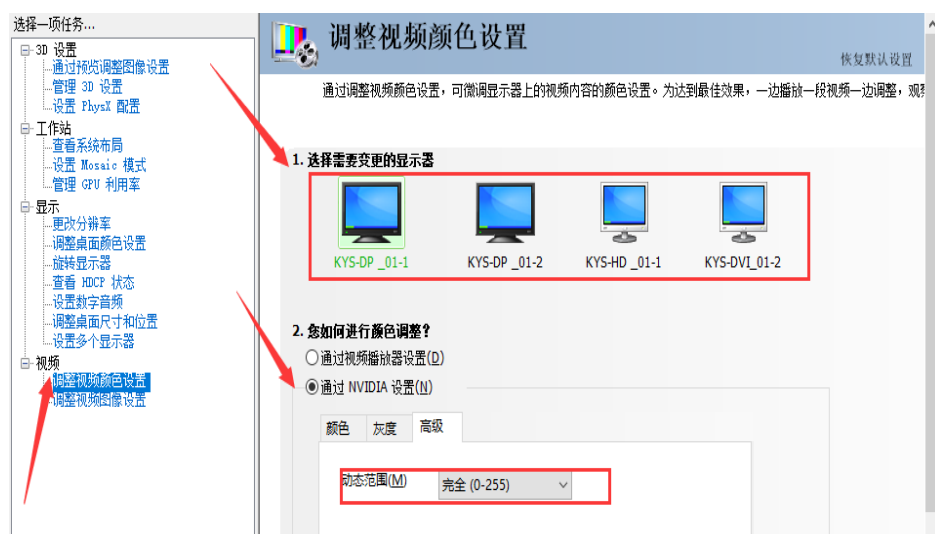 选择一项任务...
3D 设置
通过预览调整图像设置
管理 3D 设置
设置 PhysX 配置
工作站
查看系统布局
设置 Mosaic 模式
管理 GPU 利用率
显示
更改分辨率
调整桌面颜色设置
旋转显示器
查看 HDCP 状态
设置数字音频
调整桌面尺寸和位置
设置多个显示器
视频
调整视频颜色设置
调整视频图像设置
调整视频颜色设置
恢复默认设置
通过调整视频颜色设置，可微调显示器上的视频内容的颜色设置。为达到最佳效果，一边播放一段视频一边调整，观察
1. 选择需要变更的显示器
KYS-DP _01-1 KYS-DP _01-2 KYS-HD _01-1 KYS-DVI_01-2
2. 您如何进行颜色调整?
通过视频播放器设置(D)
通过 NVIDIA 设置(N)
颜色 灰度 高级
动态范围(M) 完全 (0-255)